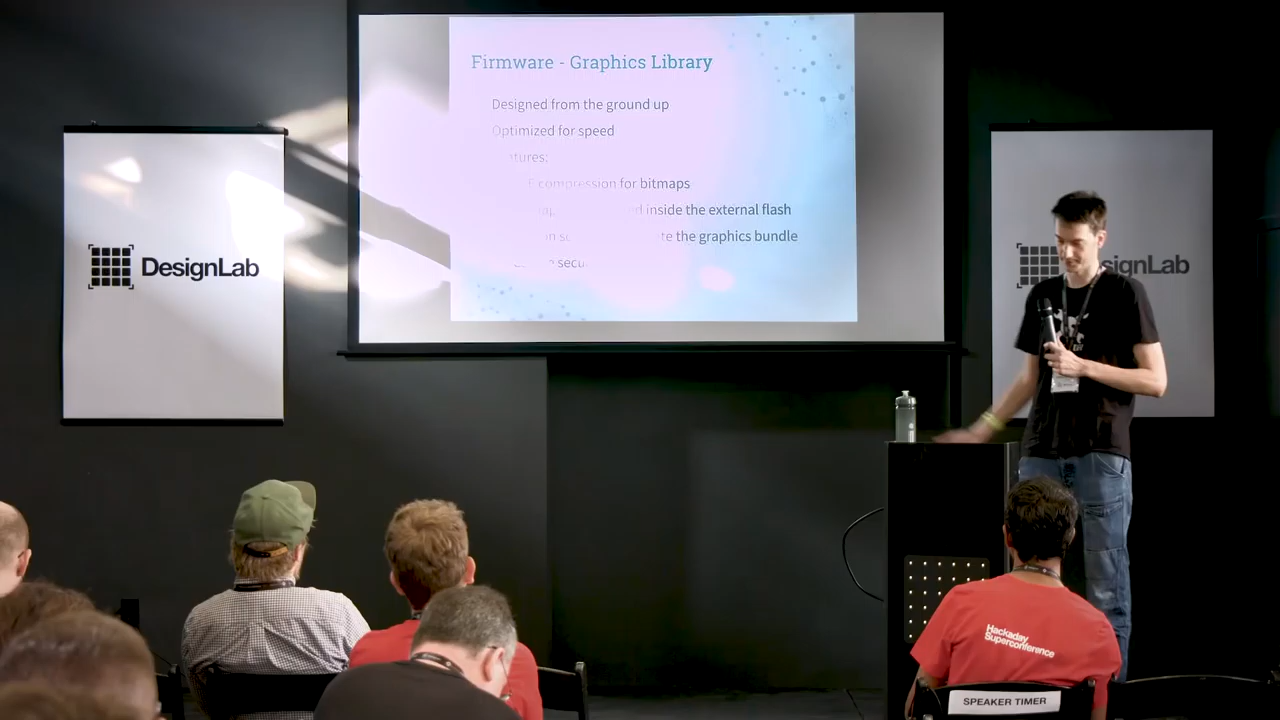 Firmware - Graphics Library
Designed from the ground up
Optimized for speed
compression for bitmaps
inside the external flash
the graphics bundle
DesignLab
Hackaday
Superconference
SPEAKER TIMER